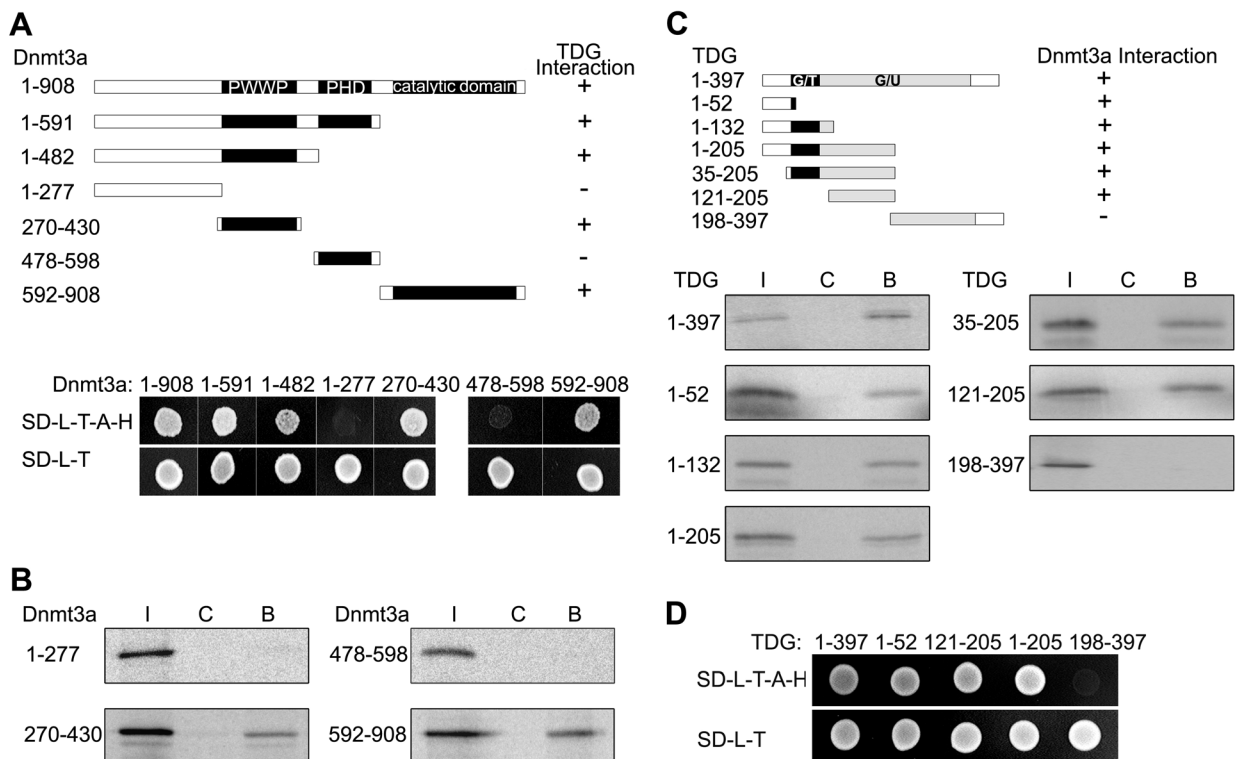 A
Dnmt3a
TDG
Interaction
1-908 PWWP PHD catalytic domain +
1-591 +
1-482 +
1-277 -
270-430 +
478-598 -
592-908 +
Dnmt3a: 1-908 1-591 1-482 1-277 270-430 478-598 592-908
SD-L-T-A-H
SD-L-T
B
Dnmt3a I C B Dnmt3a I C B
1-277 478-598
270-430 592-908
C
TDG Dnmt3a Interaction
1-397 G/T G/U +
1-52 +
1-132 +
1-205 +
35-205 +
121-205 +
198-397 -
TDG I C B TDG I C B
1-397 35-205
1-52 121-205
1-132 198-397
1-205
D
TDG: 1-397 1-52 121-205 1-205 198-397
SD-L-T-A-H
SD-L-T